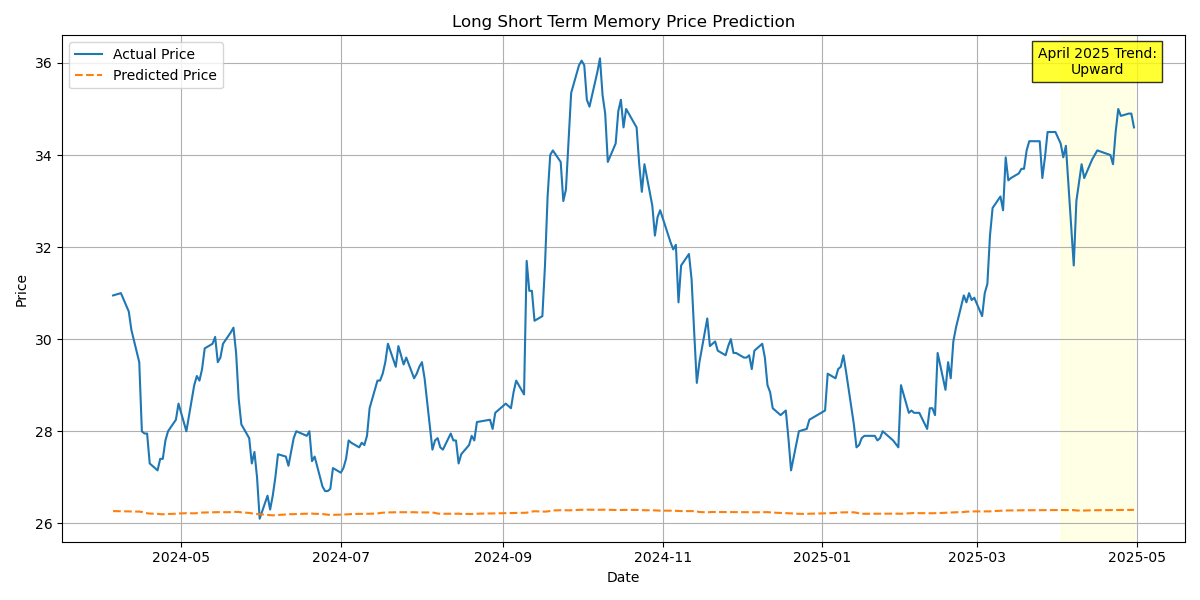 Long Short Term Memory Price Prediction
Actual Price
Predicted Price
April 2025 Trend:
Upward
Price
36
34
32
30
28
26
2024-05
2024-07
2024-09
2024-11
2025-01
2025-03
2025-05
Date